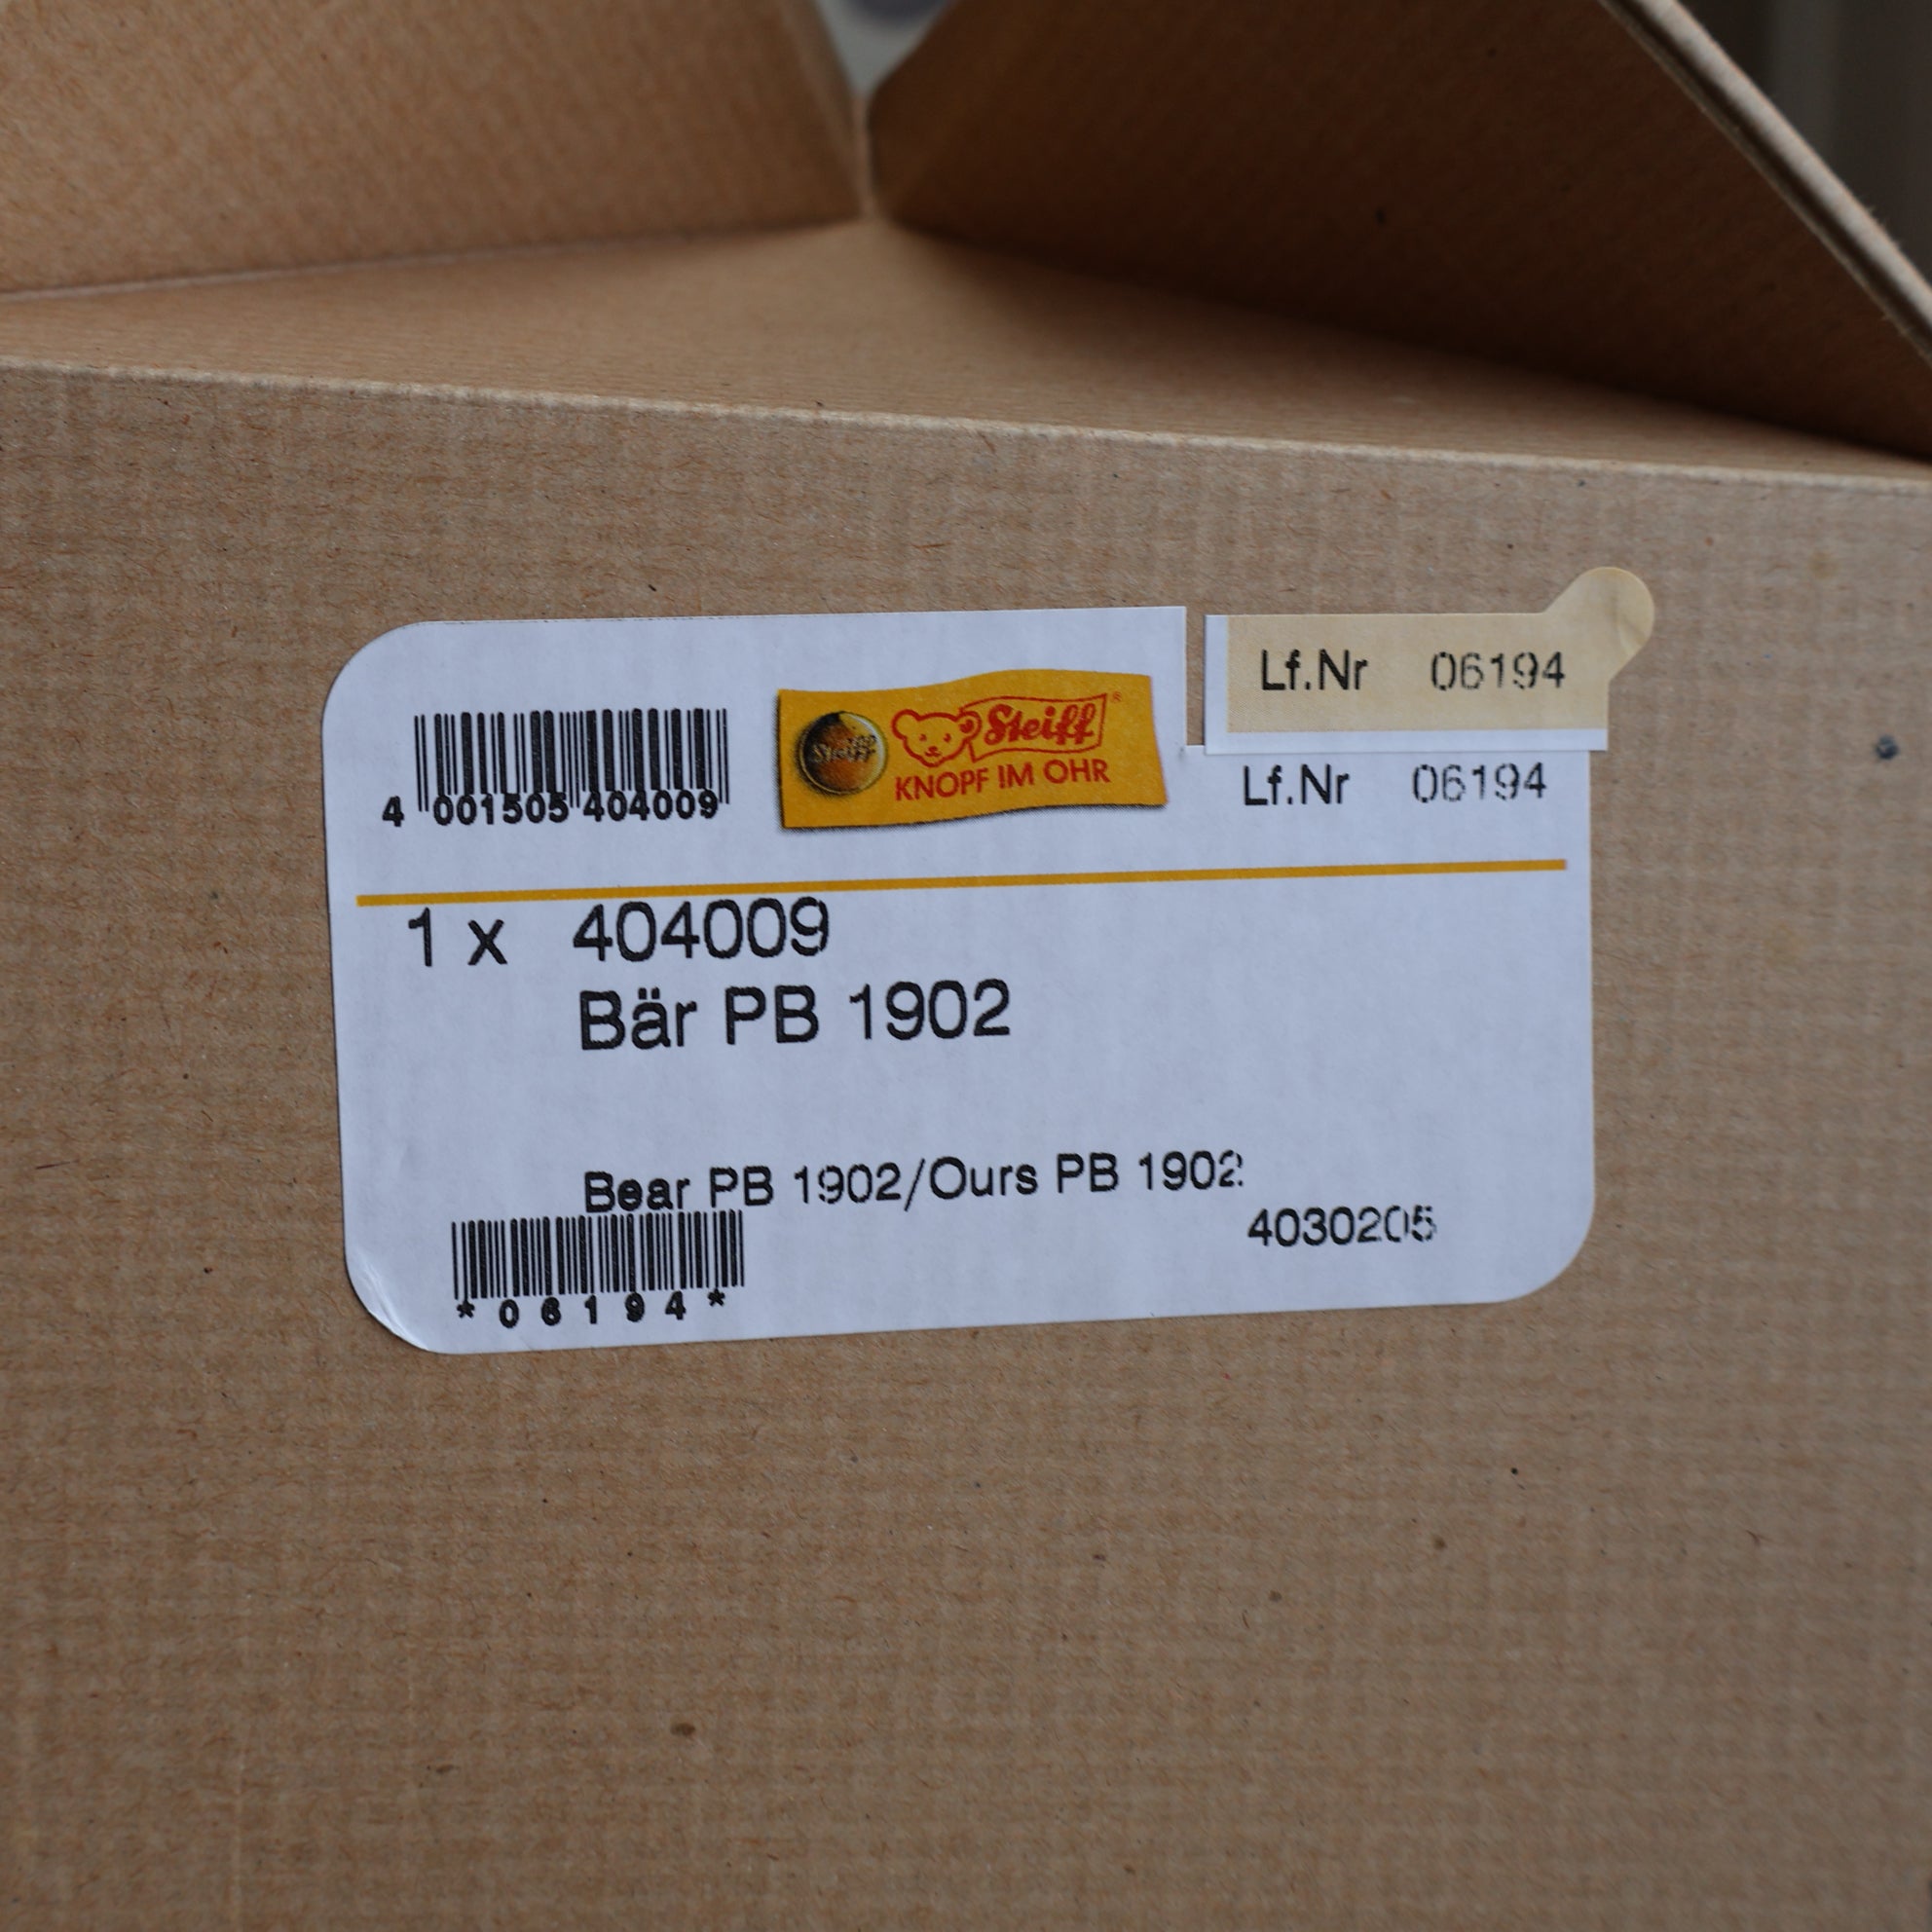 Lf.Nr 06194
4 001505 404009
Steiff
Steiff®
KNOPF IM OHR
Lf.Nr 06194
1 x 404009
Bär PB 1902
Bear PB 1902/Ours PB 1902
4030205
*06194*